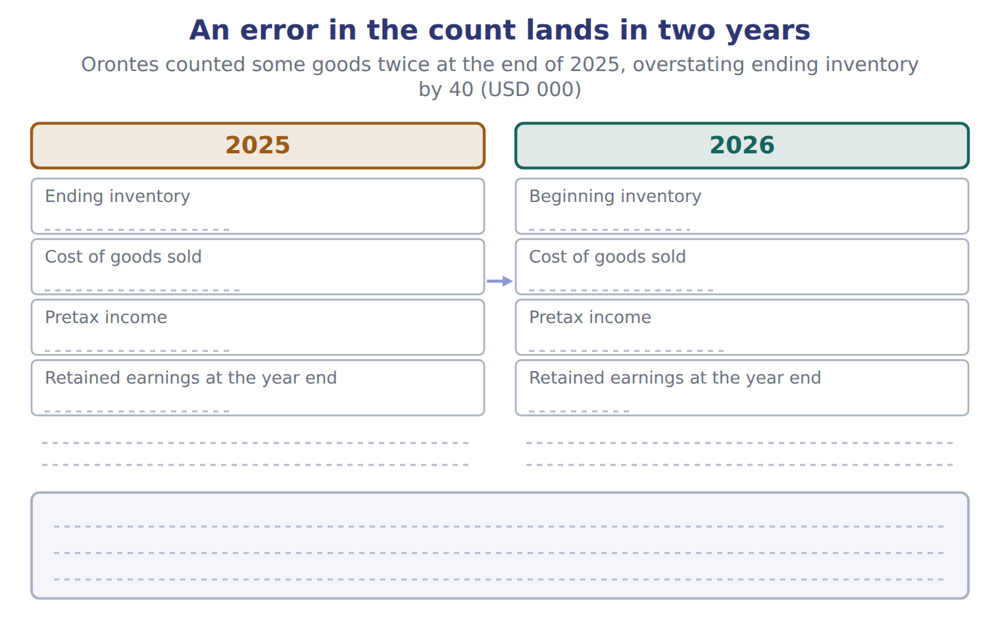 An error in the count lands in two years
Orontes counted some goods twice at the end of 2025, overstating ending inventory
by 40 (USD 000)
2025
Ending inventory
Cost of goods sold
Pretax income
Retained earnings at the year end
2026
Beginning inventory
Cost of goods sold
Pretax income
Retained earnings at the year end